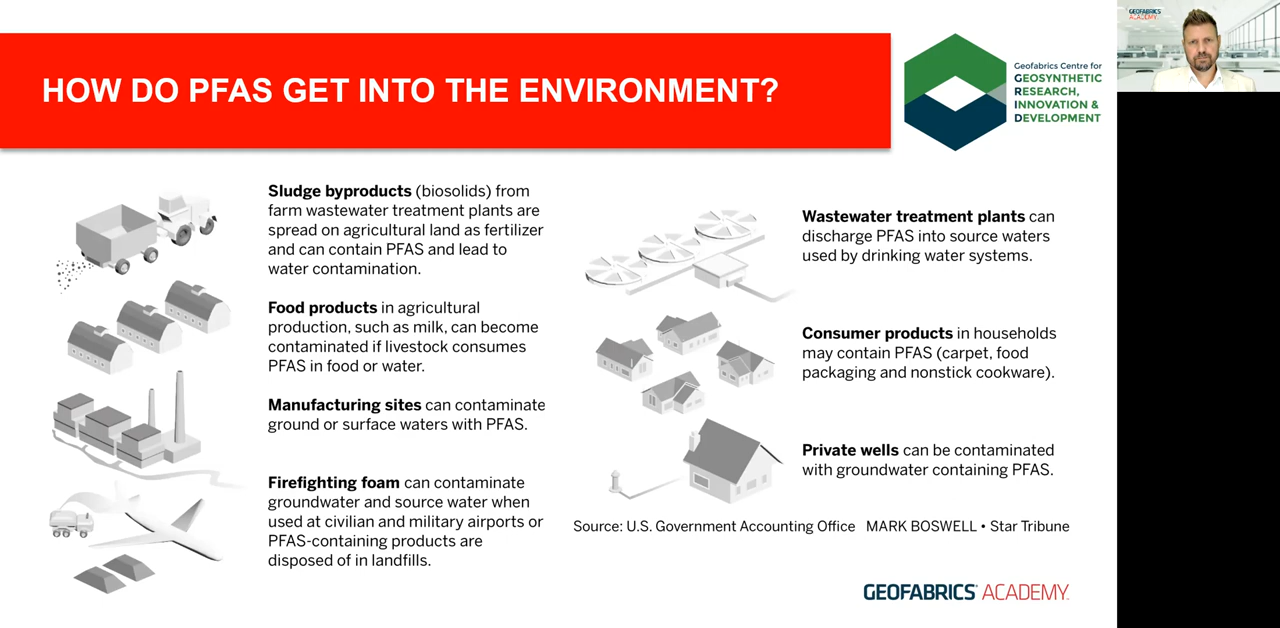 HOW DO PFAS GET INTO THE ENVIRONMENT?
Geofabrics Centre for
GEOSYNTHETIC
RESEARCH,
INNOVATION &
DEVELOPMENT
GEOFABRICS
ACADEMY
Sludge byproducts (biosolids) from
farm wastewater treatment plants are
spread on agricultural land as fertilizer
and can contain PFAS and lead to
water contamination.
Food products in agricultural
production, such as milk, can become
contaminated if livestock consumes
PFAS in food or water.
Manufacturing sites can contaminate
ground or surface waters with PFAS.
Firefighting foam can contaminate
groundwater and source water when
used at civilian and military airports or
PFAS-containing products are
disposed of in landfills.
Wastewater treatment plants can
discharge PFAS into source waters
used by drinking water systems.
Consumer products in households
may contain PFAS (carpet, food
packaging and nonstick cookware).
Private wells can be contaminated
with groundwater containing PFAS.
Source: U.S. Government Accounting Office MARK BOSWELL • Star Tribune
GEOFABRICS ACADEMY